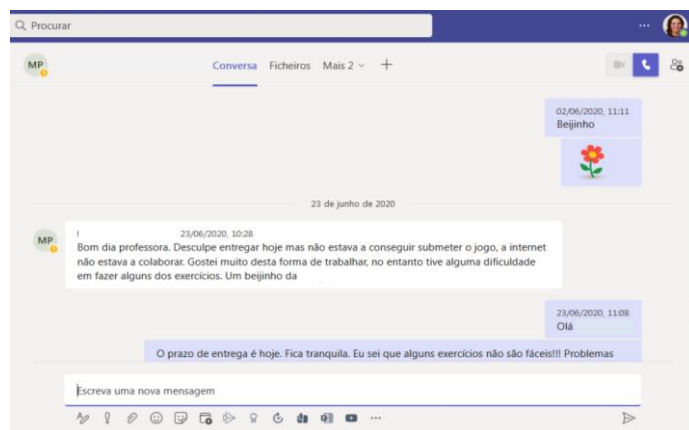 Procurar
MP
Conversa Ficheiros Mais 2
02/06/2020, 11:11
Beijinho
23 de junho de 2020
MP
23/06/2020, 10:28
Bom dia professora. Desculpe entregar hoje mas não estava a conseguir submeter o jogo, a internet
não estava a colaborar. Gostei muito desta forma de trabalhar, no entanto tive alguma dificuldade
em fazer alguns dos exercícios. Um beijinho da
23/06/2020, 11:08
Olá
O prazo de entrega é hoje. Fica tranquila. Eu sei que alguns exercícios não são fáceis!!! Problemas
Escreva uma nova mensagem